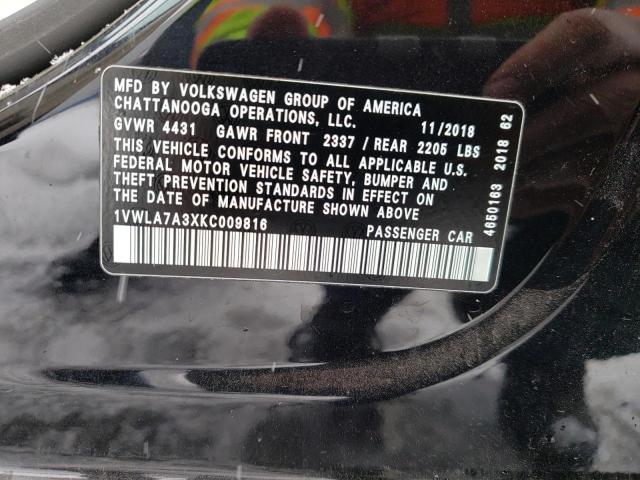 MFD BY VOLKSWAGEN GROUP OF AMERICA
CHATTANOOGA OPERATIONS, LLC. 11/2018
GVWR 4431 GAWR FRONT 2337 / REAR 2205 LBS
THIS VEHICLE CONFORMS TO ALL APPLICABLE U.S.
FEDERAL MOTOR VEHICLE SAFETY, BUMPER AND
THEFT PREVENTION STANDARDS IN EFFECT ON
THE DATE OF MANUFACTURE SHOWN ABOVE
1VWLA7A3XKC009816 PASSENGER CAR
4650163 2018 62